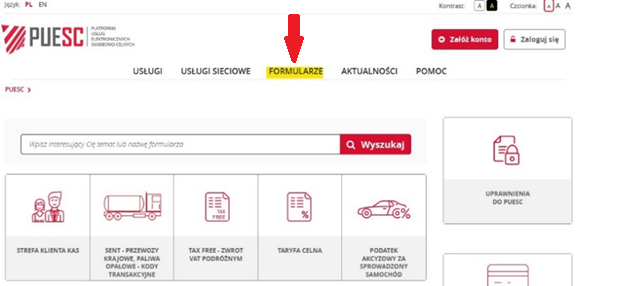 Język: PL EN
Kontrast: A A Czcionka: A A A
PUESC PLATFORMA
USŁUG
ELEKTRONICZNYCH
SKARBOWO-CELNYCH
Załóż konto
Zaloguj się
USŁUGI USŁUGI SIECIOWE FORMULARZE AKTUALNOŚCI POMOC
PUESC >
Wpisz interesujący Cię temat lub nazwę formularza
Wyszukaj
STREFA KLIENTA KAS
SENT - PRZEWOZY
KRAJOWE, PALIWA
OPAŁOWE - KODY
TRANSAKCYJNE
TAX
FREE
TAX FREE - ZWROT
VAT PODRÓŻNYM
%
TARYFA CELNA
%
PODATEK
AKCYZOWY ZA
SPROWADZONY
SAMOCHÓD
UPRAWNIENIA
DO PUESC